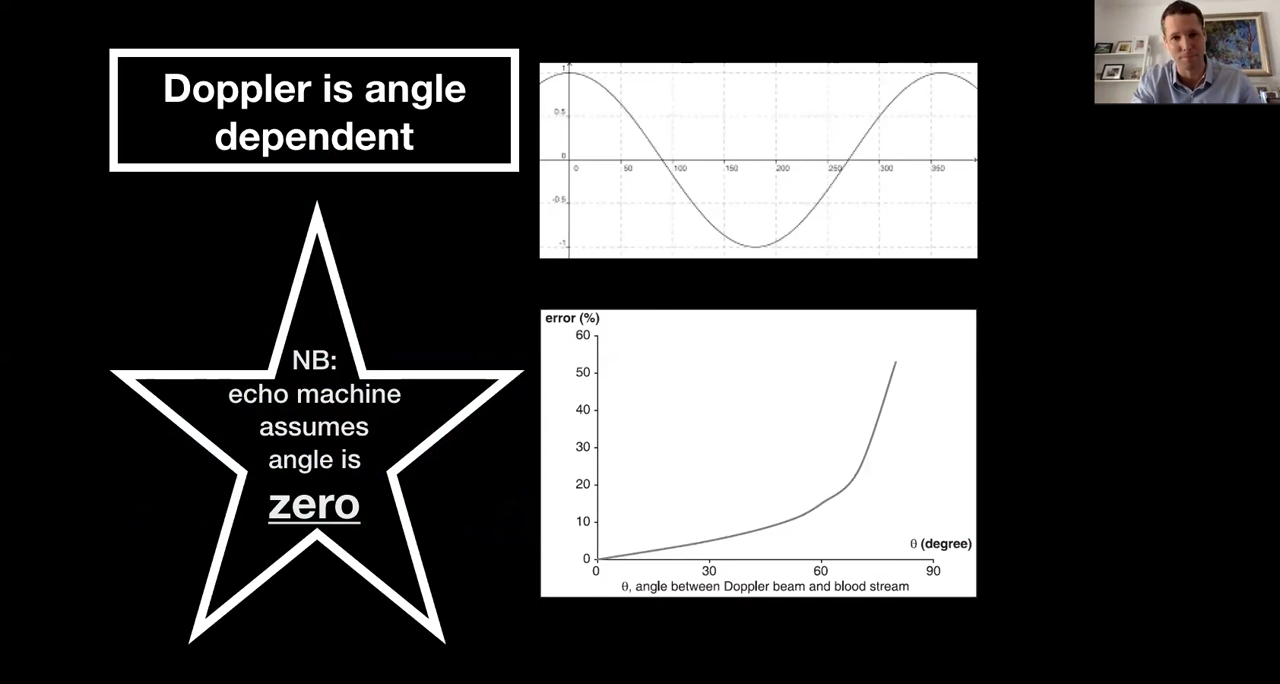 Doppler is angle
dependent
NB:
echo machine
assumes
angle is
zero
1
0.5
0
-0.5
-1
0 50 100 150 200 250 300 350
error (%)
60
50
40
30
20
10
0
0 30 60 90
θ (degree)
θ, angle between Doppler beam and blood stream